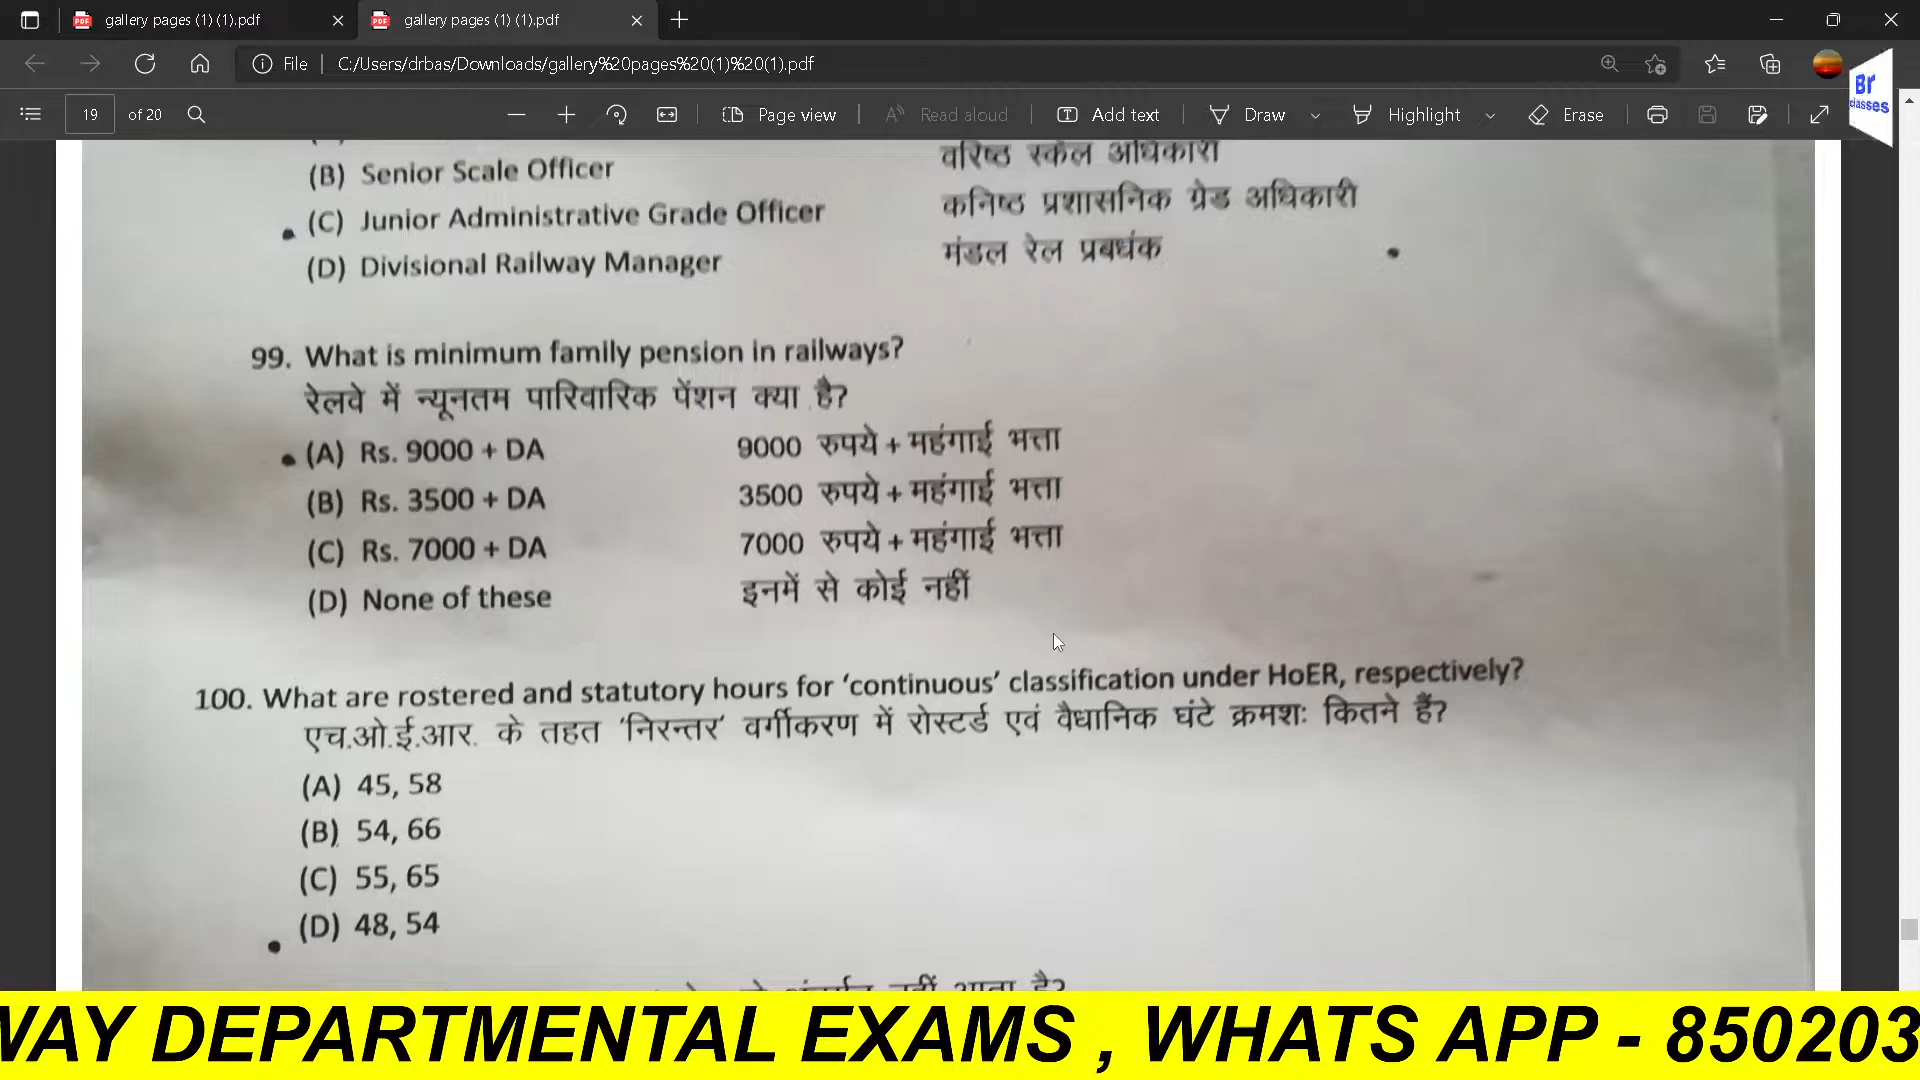 gallery pages (1) (1).pdf
gallery pages (1) (1).pdf
File
C:/Users/drbas/Downloads/gallery%20pages%20(1)%20(1).pdf
Br
classes
19 of 20
Page view
Read aloud
Add text
Draw
Highlight
Erase
(B) Senior Scale Officer वरिष्ठ स्केल अधिकारी
(C) Junior Administrative Grade Officer कनिष्ठ प्रशासनिक ग्रेड अधिकारी
(D) Divisional Railway Manager मंडल रेल प्रबधंक
99. What is minimum family pension in railways?
रेलवे में न्यूनतम पारिवारिक पेंशन क्या है?
(A) Rs. 9000 + DA 9000 रुपये + महंगाई भत्ता
(B) Rs. 3500 + DA 3500 रुपये + महंगाई भत्ता
(C) Rs. 7000 + DA 7000 रुपये + महंगाई भत्ता
(D) None of these इनमें से कोई नहीं
100. What are rostered and statutory hours for ‘continuous’ classification under HoER, respectively?
एच.ओ.ई.आर. के तहत ‘निरन्तर’ वर्गीकरण में रोस्टर्ड एवं वैधानिक घंटे क्रमशः कितने हैं?
(A) 45, 58
(B) 54, 66
(C) 55, 65
(D) 48, 54
नहीं आता है?
WAY DEPARTMENTAL EXAMS , WHATS APP - 850203